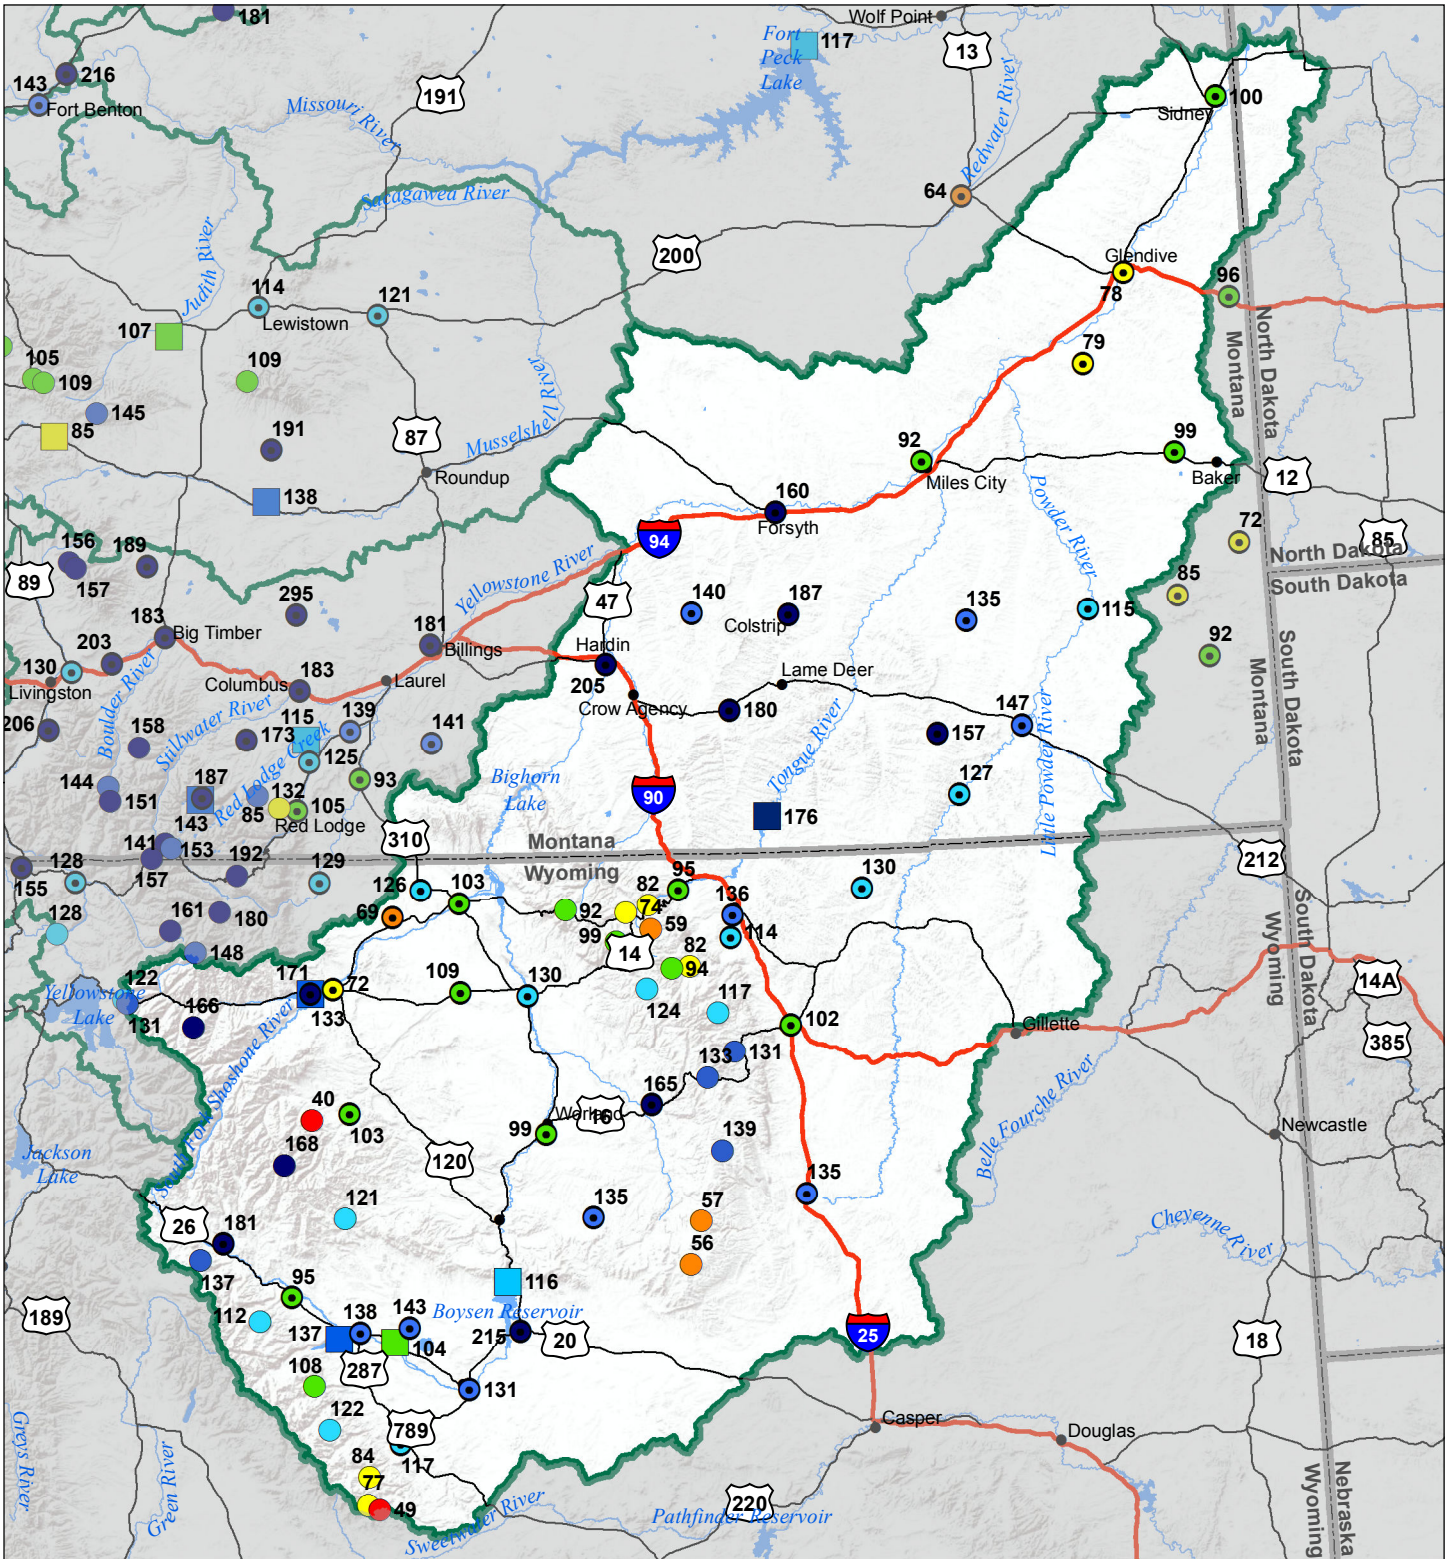 181
Wolf Point
Fort
Peck
Lake
117
13
216
143
Fort Benton
191
Missouri River
Redwater River
100
Sidney
64
Sacagawea River
Judith River
200
Glendive
78
96
114
Lewistown
121
107
North Dakota
Montana
105
109
109
79
145
85
Musselshell River
87
191
92
99
Roundup
Miles City
Baker
12
138
160
Forsyth
Powder River
72
85
North Dakota
South Dakota
94
156
157
189
89
Yellowstone River
85
295
47
140
187
Colstrip
135
115
183
Big Timber
181
Billings
Hardin
92
203
130
Livingston
Columbus
183
Laurel
205
Lame Deer
South Dakota
Montana
Crow Agency
180
147
206
Boulder River
158
Stillwater River
173
115
139
141
157
125
Red Lodge Creek
Bighorn
Lake
Tongue River
Little Powder River
144
151
187
132
85
105
93
Red Lodge
90
127
176
143
141
153
157
192
310
Montana
Wyoming
212
128
155
129
126
103
95
130
82
74
136
69
92
59
99
14
114
161
180
128
148
82
94
South Dakota
Wyoming
122
171
72
109
130
124
117
14A
Yellowstone
Lake
131
166
133
102
Gillette
385
South Fork Shoshone River
133
131
165
40
103
Worland
16
99
Belle Fourche River
Newcastle
168
139
Jackson
Lake
120
135
121
135
57
26
181
137
56
Cheyenne River
95
116
112
Boysen Reservoir
189
138
143
137
104
215
20
25
18
287
108
131
122
789
117
Casper
Douglas
84
77
49
Greys River
Green River
Sweetwater River
Pathfinder Reservoir
220
Nebraska
Wyoming